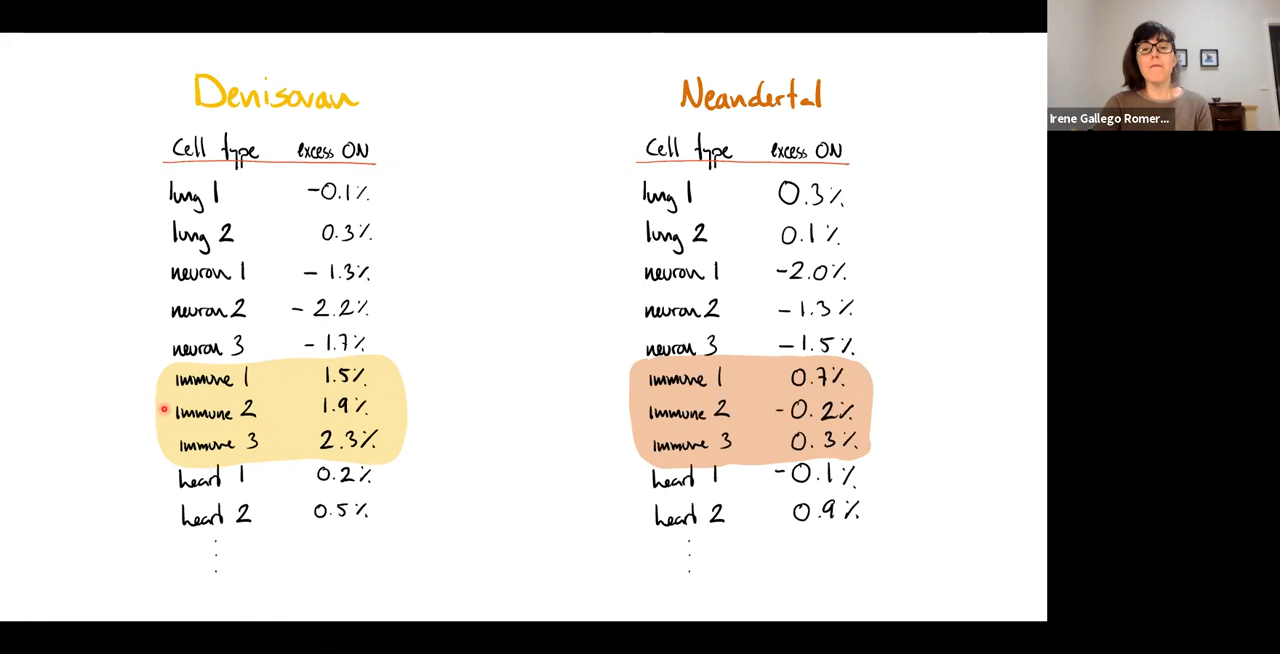 Denisovan
cell type excess ON
lung 1 -0.1%
lung 2 0.3%
neuron 1 - 1.3%
neuron 2 - 2.2%
neuron 3 - 1.7%
immune 1 1.5%
immune 2 1.9%
immune 3 2.3%
heart 1 0.2%
heart 2 0.5%
Neandertal
cell type excess ON
lung 1 0.3%
lung 2 0.1%
neuron 1 -2.0%
neuron 2 - 1.3%
neuron 3 - 1.5%
immune 1 0.7%
immune 2 -0.2%
immune 3 0.3%
heart 1 -0.1%
heart 2 0.9%
Irene Gallego Romer...